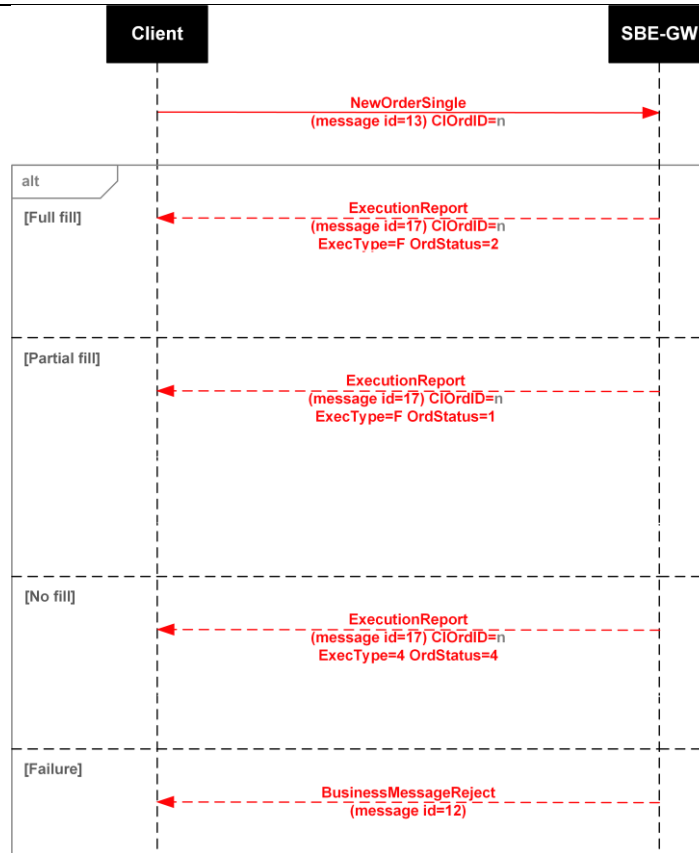 Client
SBE-GW
NewOrderSingle
(message id=13) ClOrdID=n
alt
[Full fill]
ExecutionReport
(message id=17) ClOrdID=n
ExecType=F OrdStatus=2
[Partial fill]
ExecutionReport
(message id=17) ClOrdID=n
ExecType=F OrdStatus=1
[No fill]
ExecutionReport
(message id=17) ClOrdID=n
ExecType=4 OrdStatus=4
[Failure]
BusinessMessageReject
(message id=12)